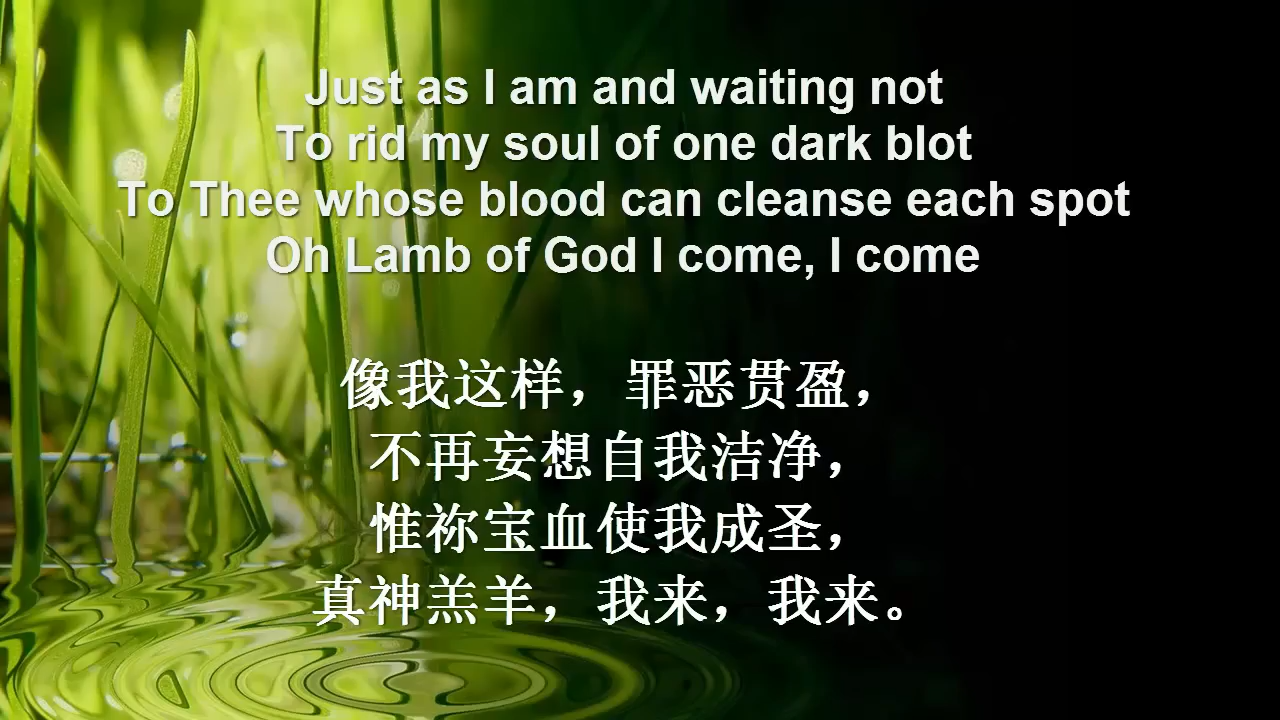 Just as I am and waiting not
To rid my soul of one dark blot
To Thee whose blood can cleanse each spot
Oh Lamb of God I come, I come
像我这样，罪恶贯盈，
不再妄想自我洁净，
惟祢宝血使我成圣，
真神羔羊，我来，我来。